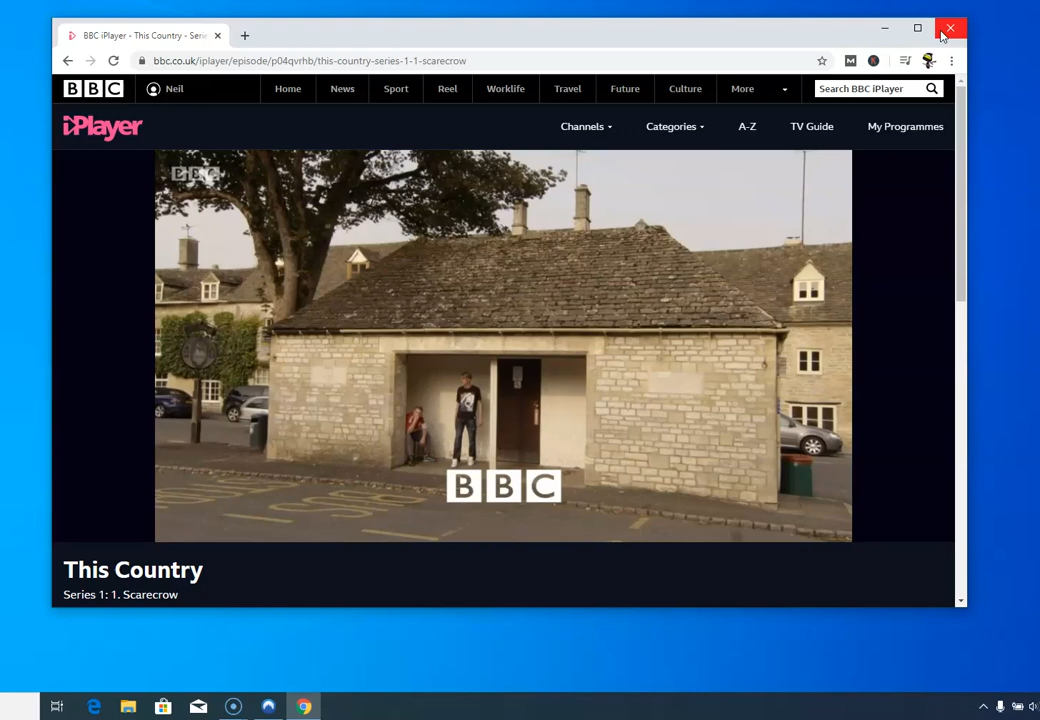 BBC iPlayer - This Country - Serie
bbc.co.uk/iplayer/episode/p04qvrhb/this-country-series-1-1-scarecrow
BBC Neil Home News Sport Reel Worklife Travel Future Culture More Search BBC iPlayer
iPlayer Channels Categories A-Z TV Guide My Programmes
BBC
BBC
This Country
Series 1: 1. Scarecrow